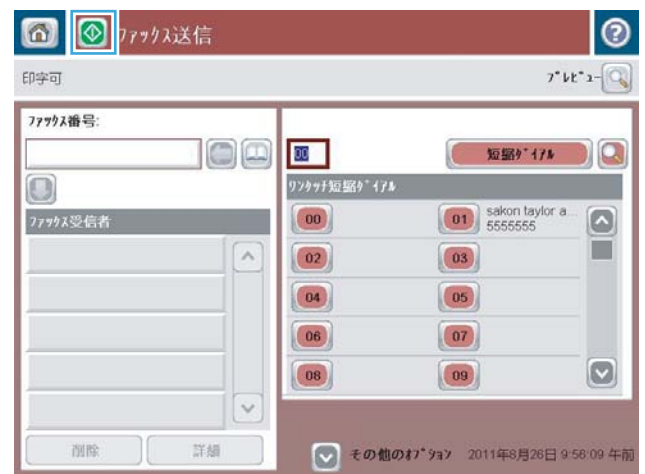 ﾌｧｯｸｽ送信
印字可
ﾌﾟﾚﾋﾞｭｰ
ﾌｧｯｸｽ番号:
00
短縮ﾀﾞｲｱﾙ
ﾜﾝﾀｯﾁ短縮ﾀﾞｲｱﾙ
ﾌｧｯｸｽ受信者
00
01
sakon taylor a...
5555555
02
03
04
05
06
07
08
09
削除
詳細
その他のｵﾌﾟｼｮﾝ
2011年8月26日 9:56:09 午前